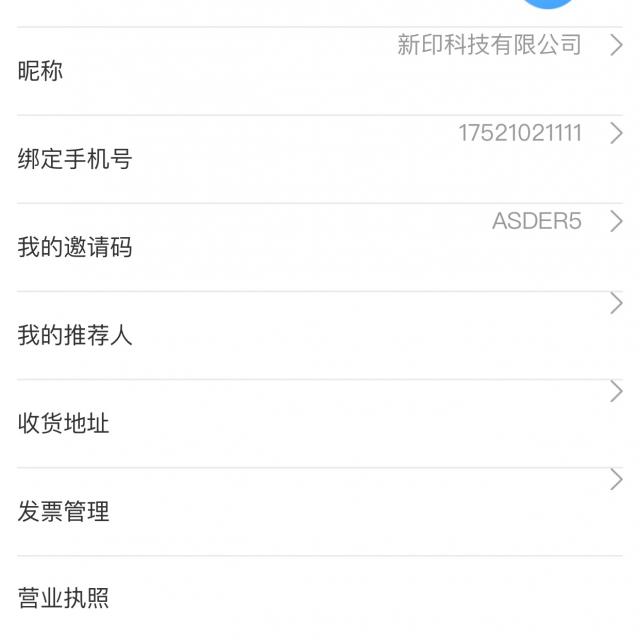 新印科技有限公司
昵称
17521021111
绑定手机号
ASDER5
我的邀请码
我的推荐人
收货地址
发票管理
营业执照